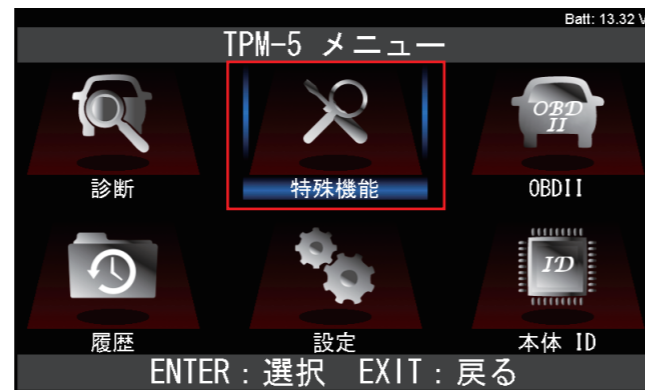 Batt: 13.32 V
TPM-5 メニュー
OBD
II
診断 特殊機能 OBDII
ID
履歴 設定 本体 ID
ENTER：選択 EXIT：戻る